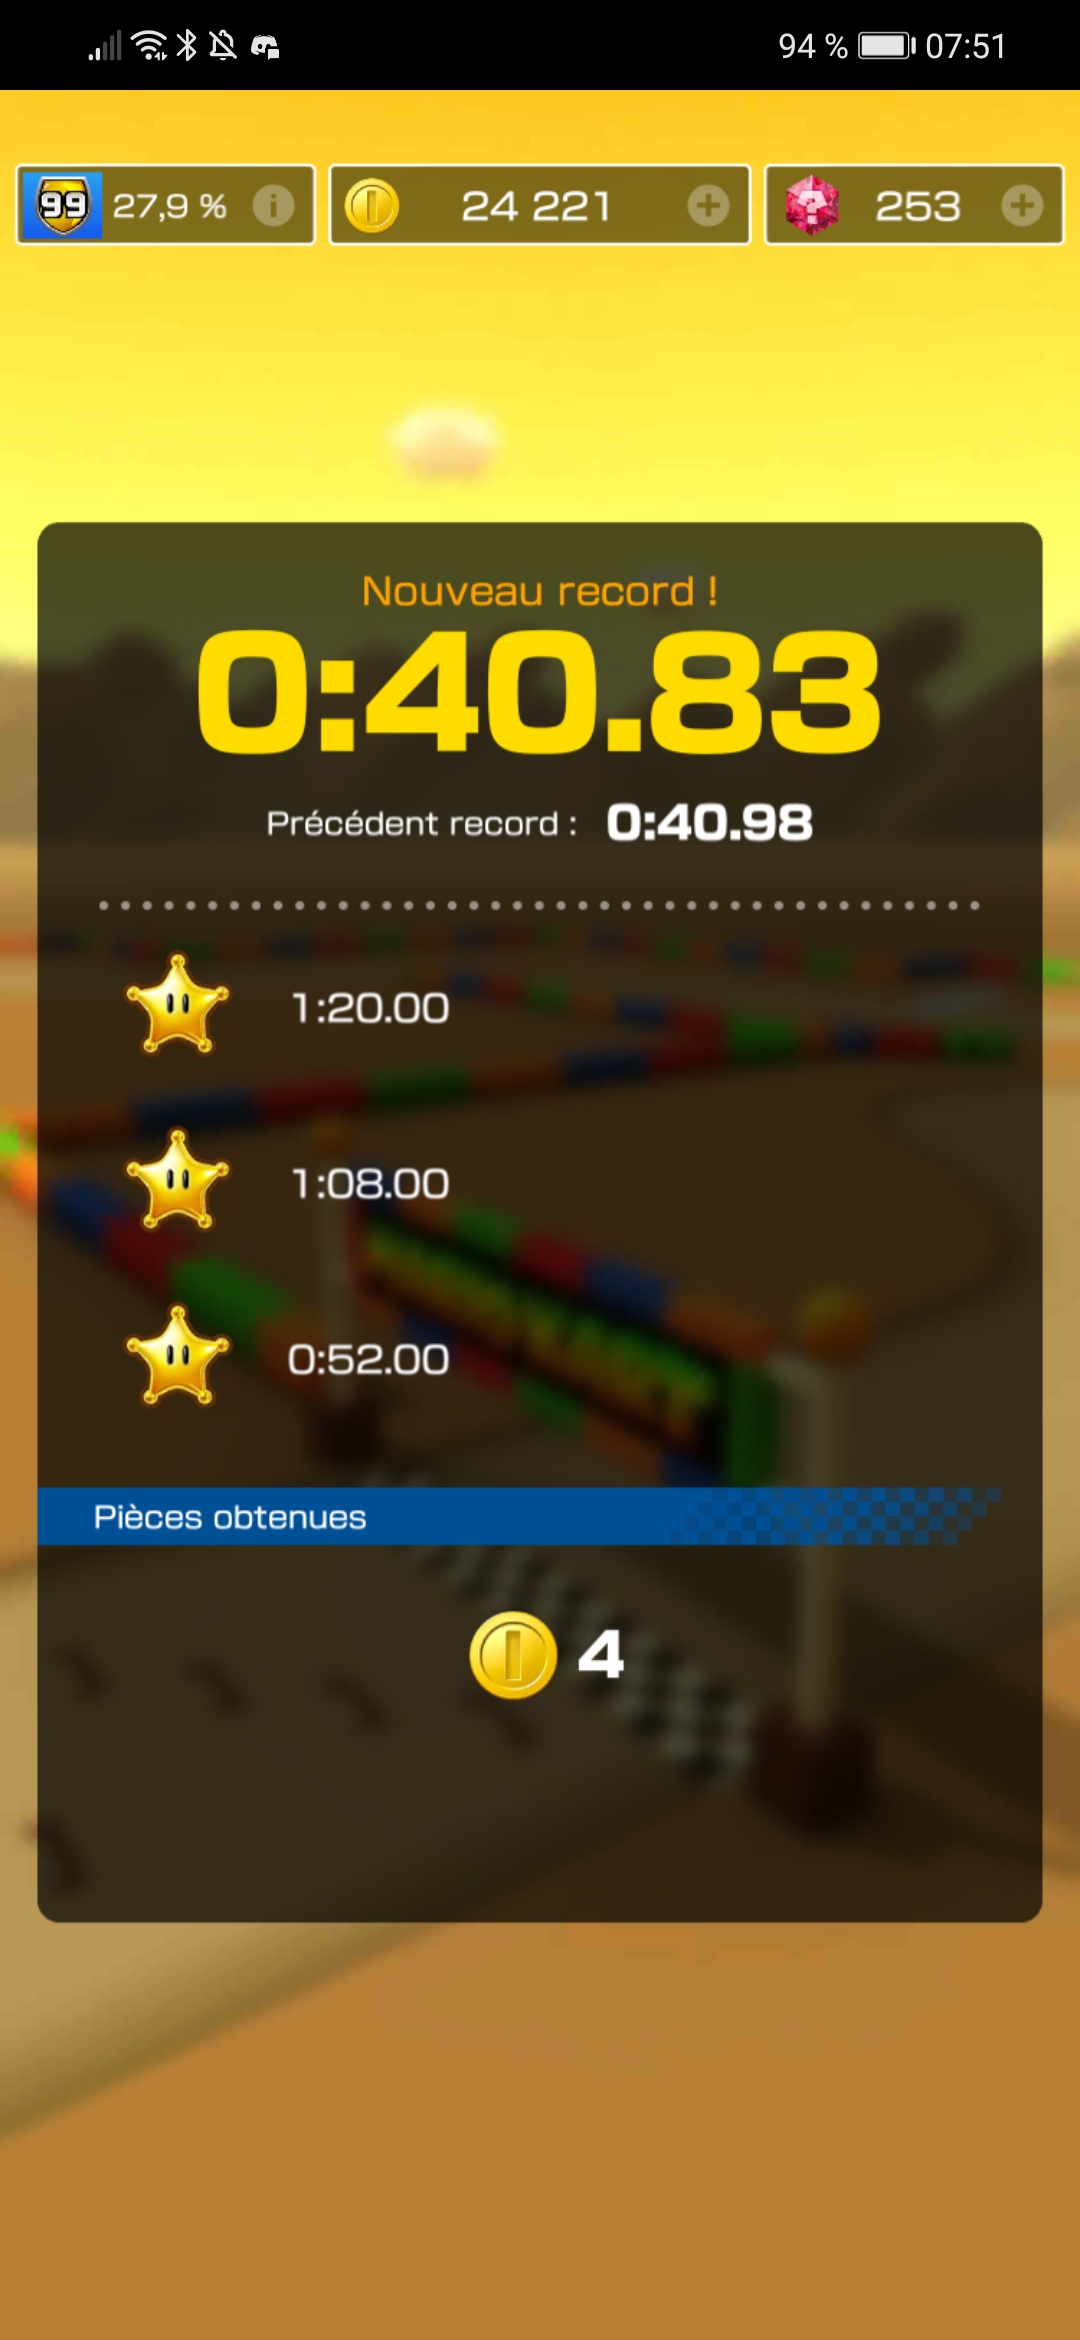 94 % 07:51
99 27,9 % 24 221 253
Nouveau record !
0:40.83
Précédent record : 0:40.98
1:20.00
1:08.00
0:52.00
Pièces obtenues
4